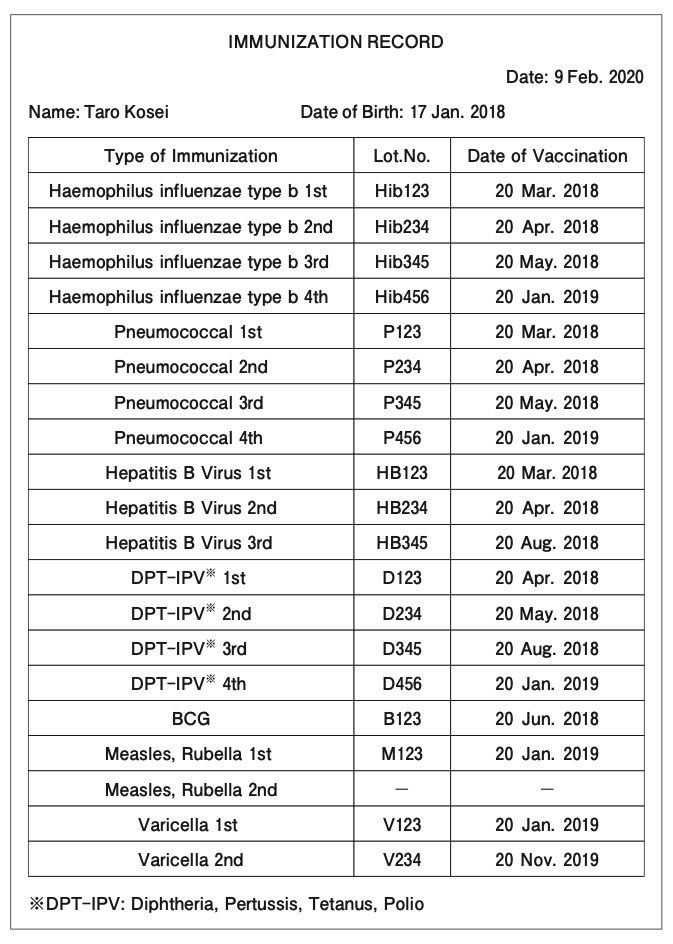 IMMUNIZATION RECORD
Date: 9 Feb. 2020
Name: Taro Kosei Date of Birth: 17 Jan. 2018
Type of Immunization Lot.No. Date of Vaccination
Haemophilus influenzae type b 1st Hib123 20 Mar. 2018
Haemophilus influenzae type b 2nd Hib234 20 Apr. 2018
Haemophilus influenzae type b 3rd Hib345 20 May. 2018
Haemophilus influenzae type b 4th Hib456 20 Jan. 2019
Pneumococcal 1st P123 20 Mar. 2018
Pneumococcal 2nd P234 20 Apr. 2018
Pneumococcal 3rd P345 20 May. 2018
Pneumococcal 4th P456 20 Jan. 2019
Hepatitis B Virus 1st HB123 20 Mar. 2018
Hepatitis B Virus 2nd HB234 20 Apr. 2018
Hepatitis B Virus 3rd HB345 20 Aug. 2018
DPT-IPV※ 1st D123 20 Apr. 2018
DPT-IPV※ 2nd D234 20 May. 2018
DPT-IPV※ 3rd D345 20 Aug. 2018
DPT-IPV※ 4th D456 20 Jan. 2019
BCG B123 20 Jun. 2018
Measles, Rubella 1st M123 20 Jan. 2019
Measles, Rubella 2nd — —
Varicella 1st V123 20 Jan. 2019
Varicella 2nd V234 20 Nov. 2019
※DPT-IPV: Diphtheria, Pertussis, Tetanus, Polio